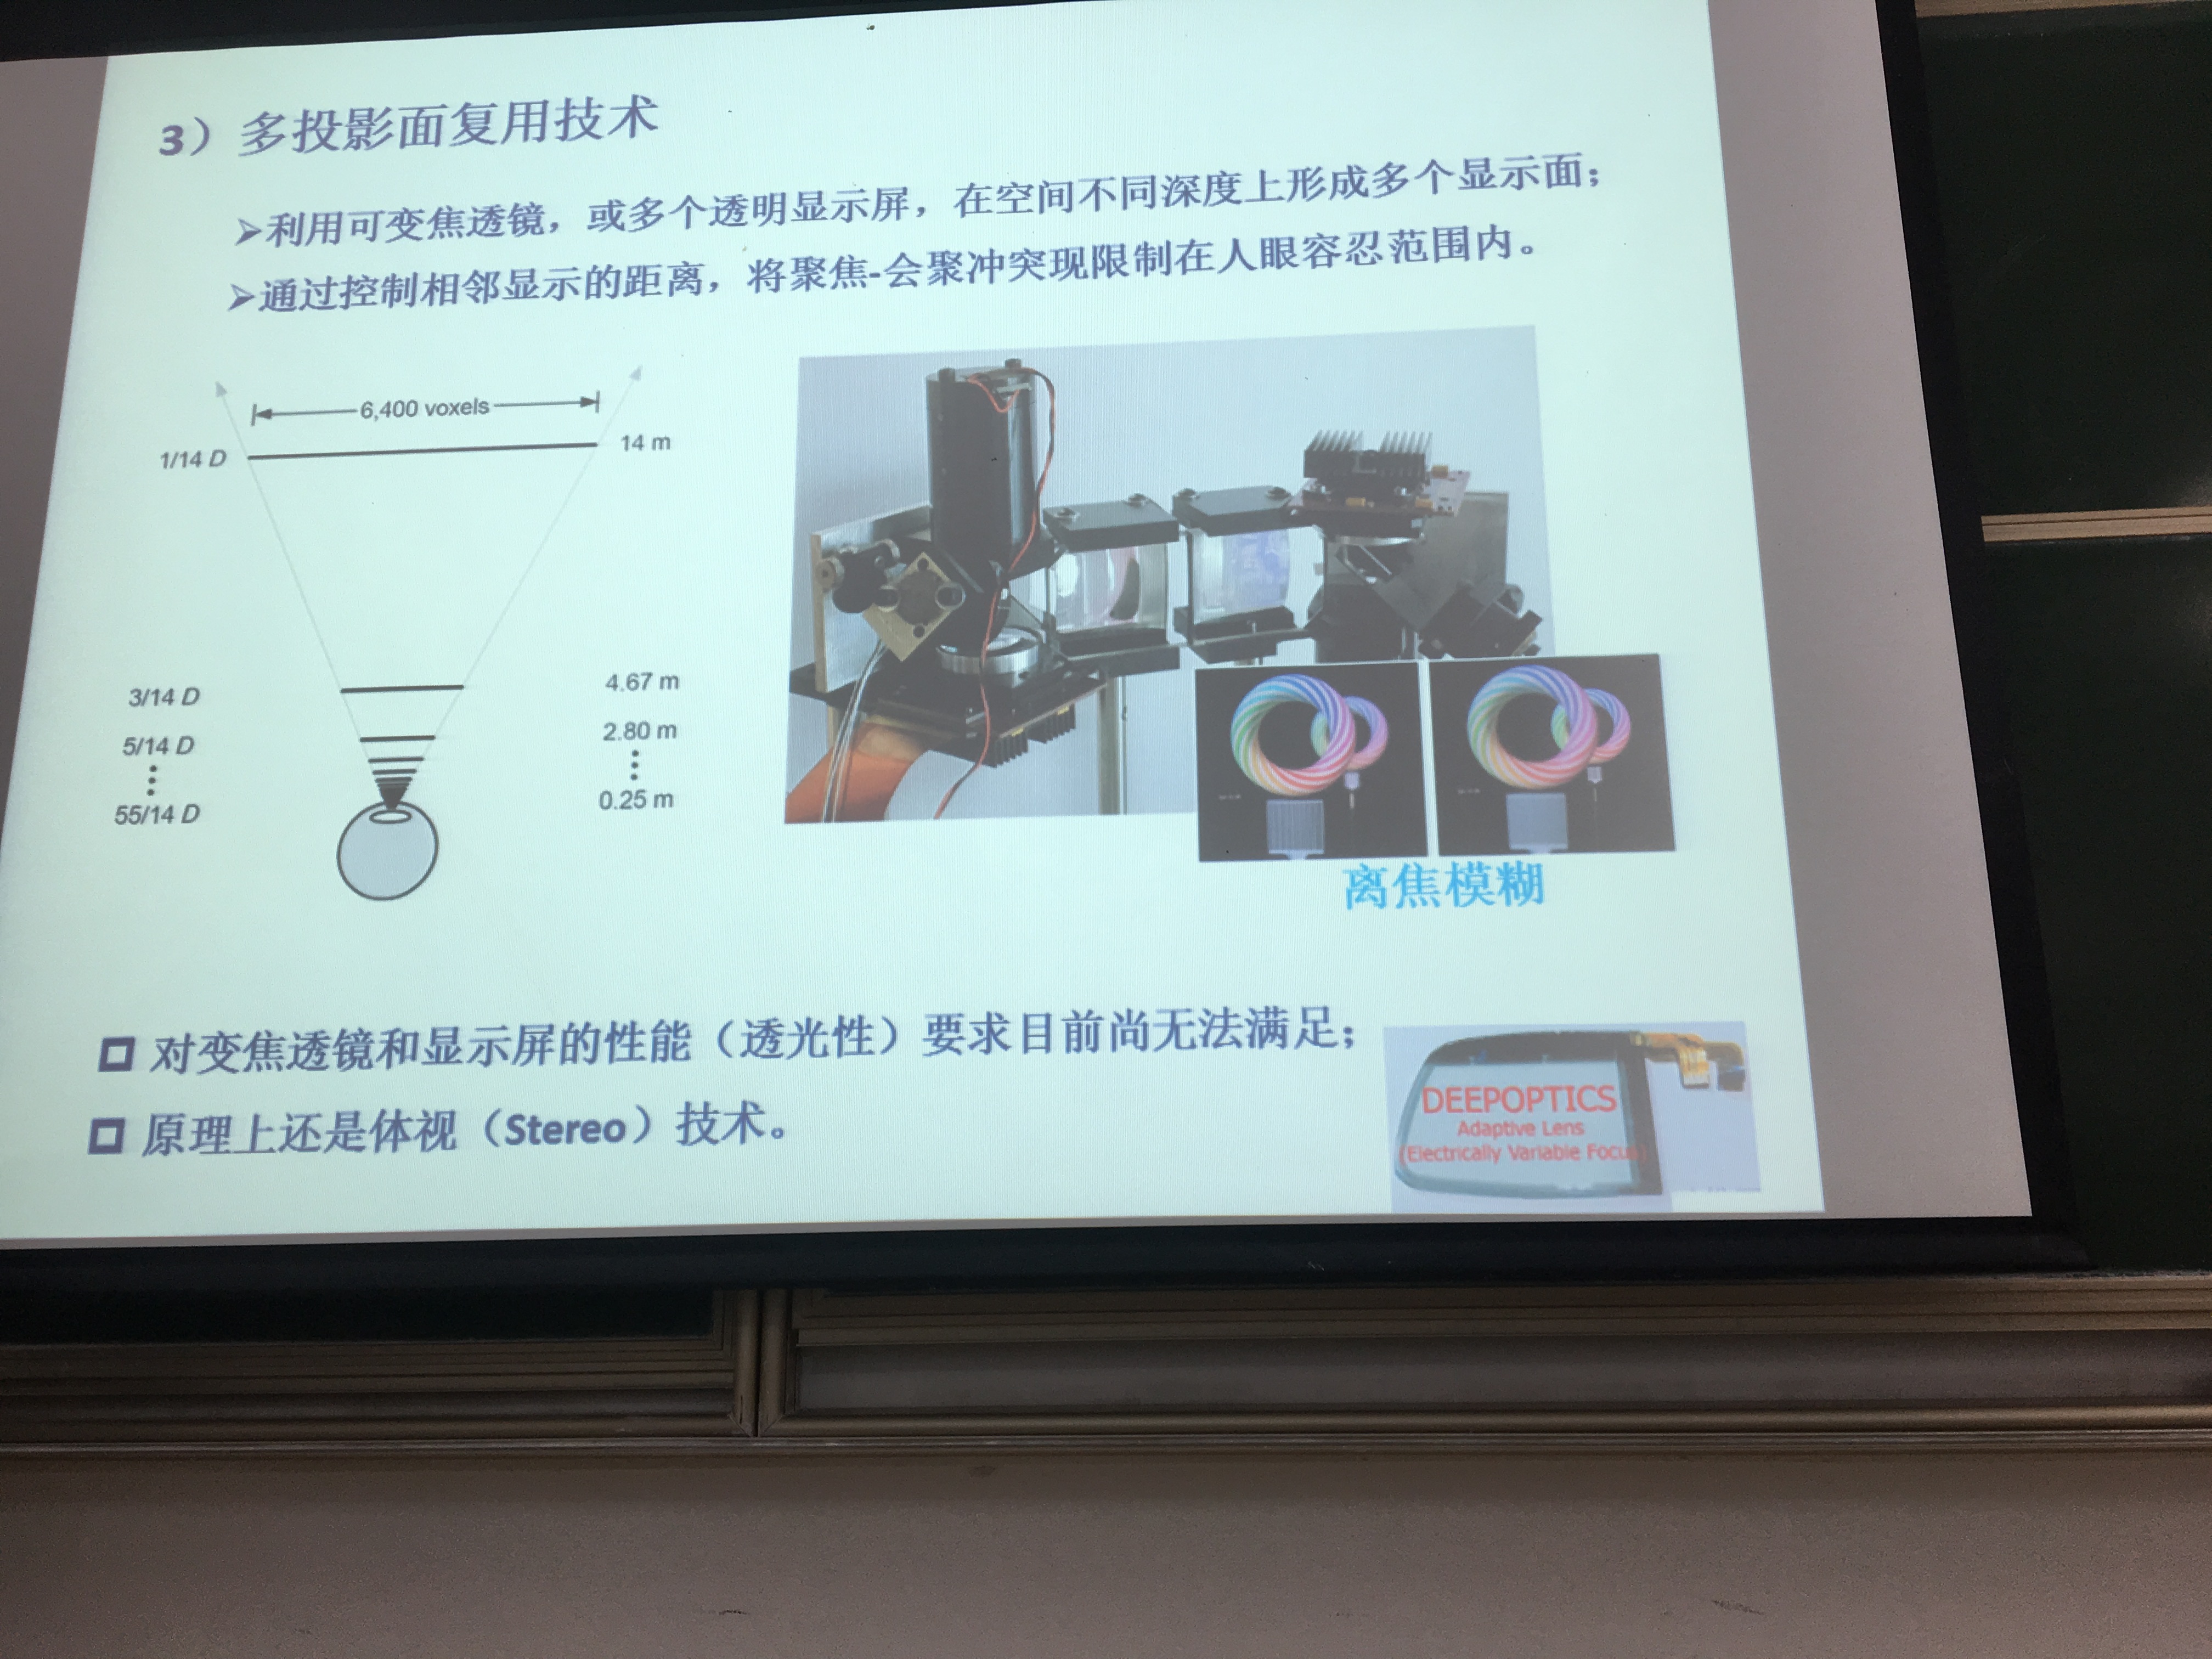 3）多投影面复用技术
➢利用可变焦透镜，或多个透明显示屏，在空间不同深度上形成多个显示面；
➢通过控制相邻显示的距离，将聚焦-会聚冲突现限制在人眼容忍范围内。
6,400 voxels
1/14 D
14 m
3/14 D
4.67 m
5/14 D
2.80 m
55/14 D
0.25 m
离焦模糊
对变焦透镜和显示屏的性能（透光性）要求目前尚无法满足；
原理上还是体视（Stereo）技术。
DEEPOPTICS
Adaptive Lens
(Electrically Variable Focus)